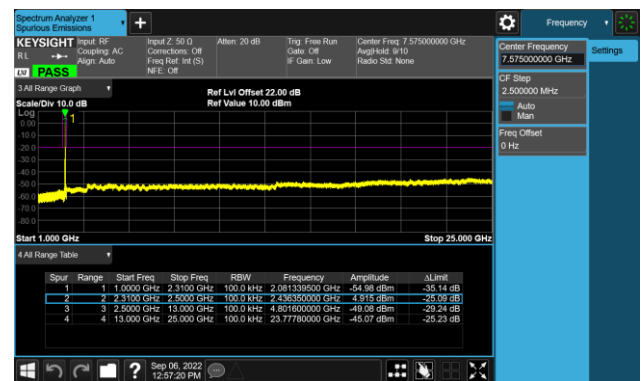 Spectrum Analyzer 1
Spurious Emissions
Frequency
KEYSIGHT Input: RF
RL
Coupling: AC
Align: Auto
Input Z: 50 Ω
Corrections: Off
Freq Ref: Int (S)
NFE: Off
Atten: 20 dB
Trig: Free Run
Gate: Off
IF Gain: Low
Center Freq: 7.575000000 GHz
Avg|Hold: 9/10
Radio Std: None
LXI PASS
Center Frequency
7.575000000 GHz
Settings
CF Step
2.500000 MHz
Auto
Man
Freq Offset
0 Hz
3 All Range Graph
Scale/Div 10.0 dB
Ref Lvl Offset 22.00 dB
Ref Value 10.00 dBm
Log
1
0.00
-10.0
-20.0
-30.0
-40.0
-50.0
-60.0
-70.0
-80.0
Start 1.000 GHz
Stop 25.000 GHz
4 All Range Table
Spur Range Start Freq Stop Freq RBW Frequency Amplitude ΔLimit
1 1 1.0000 GHz 2.3100 GHz 100.0 kHz 2.081339500 GHz -54.98 dBm -35.14 dB
2 2 2.3100 GHz 2.5000 GHz 100.0 kHz 2.436350000 GHz 4.915 dBm -25.09 dB
3 3 2.5000 GHz 13.000 GHz 100.0 kHz 4.801600000 GHz -49.08 dBm -29.24 dB
4 4 13.000 GHz 25.000 GHz 100.0 kHz 23.77780000 GHz -45.07 dBm -25.23 dB
?
Sep 06, 2022
12:57:20 PM